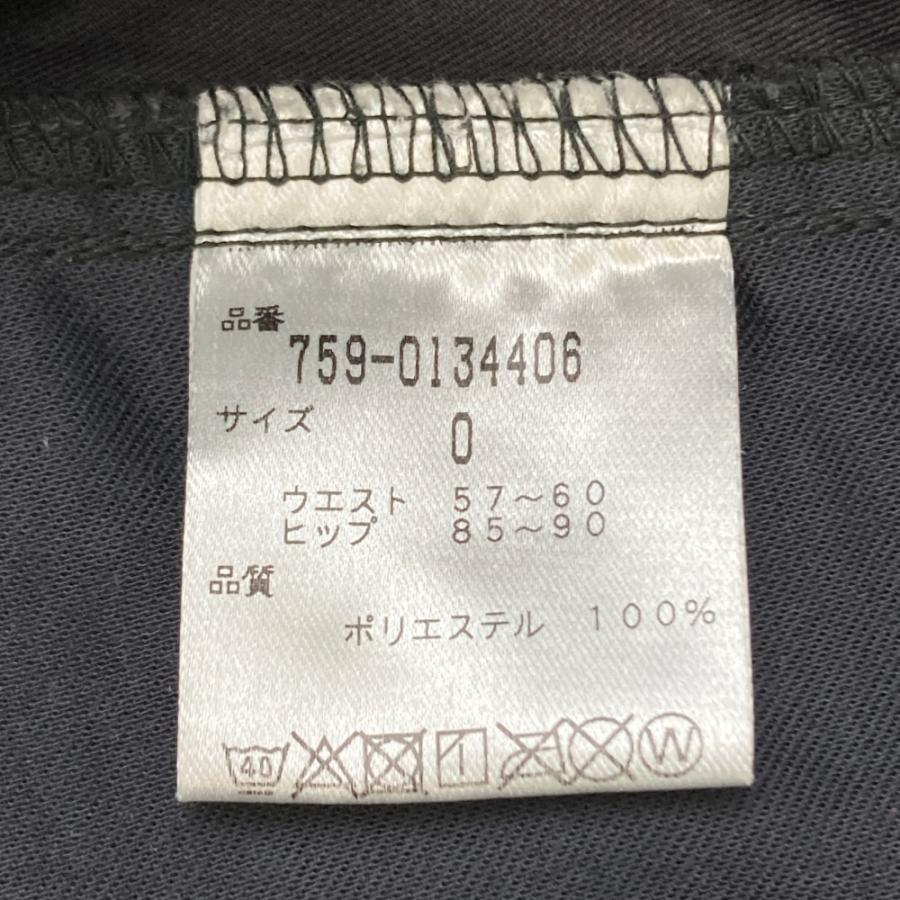 品番
759-0134406
サイズ
0
ウエスト 57~60
ヒップ 85~90
品質
ポリエステル 100%
40 W